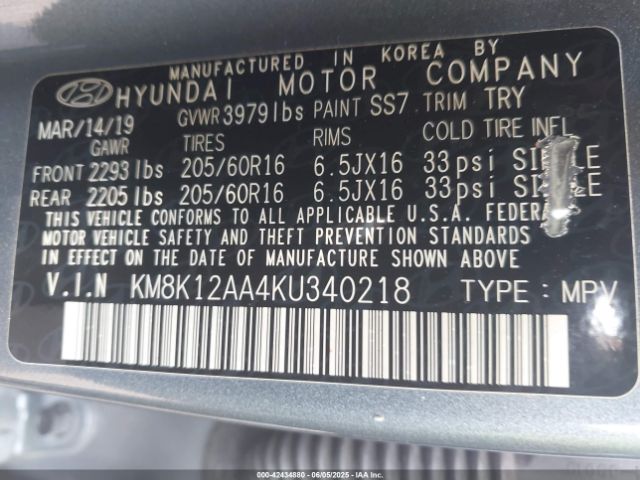 MANUFACTURED IN KOREA BY
HYUNDAI MOTOR COMPANY
MAR/14/19 GVWR 3979lbs PAINT SS7 TRIM TRY
GAWR TIRES RIMS COLD TIRE INFL
FRONT 2293lbs 205/60R16 6.5JX16 33psi
REAR 2205lbs 205/60R16 6.5JX16 33psi
THIS VEHICLE CONFORMS TO ALL APPLICABLE U.S.A. FEDERA
MOTOR VEHICLE SAFETY AND THEFT PREVENTION STANDARDS
IN EFFECT ON THE DATE OF MANUFACTURE SHOWN ABOVE.
V.I.N KM8K12AA4KU340218 TYPE : MPV
000-42434880 - 06/05/2025 - IAAI.COM